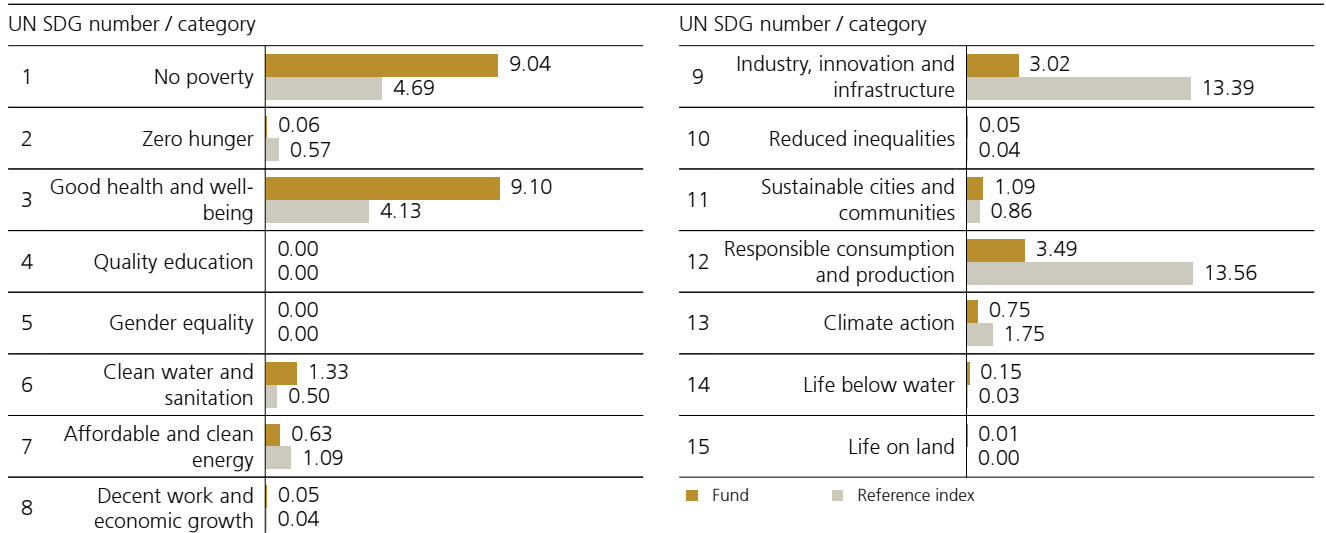 UN SDG number / category
1
No poverty
9.04
4.69
2
Zero hunger
0.06
0.57
3
Good health and well-
being
9.10
4.13
4
Quality education
0.00
0.00
5
Gender equality
0.00
0.00
6
Clean water and
sanitation
1.33
0.50
7
Affordable and clean
energy
0.63
1.09
8
Decent work and
economic growth
0.05
0.04
UN SDG number / category
9
Industry, innovation and
infrastructure
3.02
13.39
10
Reduced inequalities
0.05
0.04
11
Sustainable cities and
communities
1.09
0.86
12
Responsible consumption
and production
3.49
13.56
13
Climate action
0.75
1.75
14
Life below water
0.15
0.03
15
Life on land
0.01
0.00
Fund
Reference index